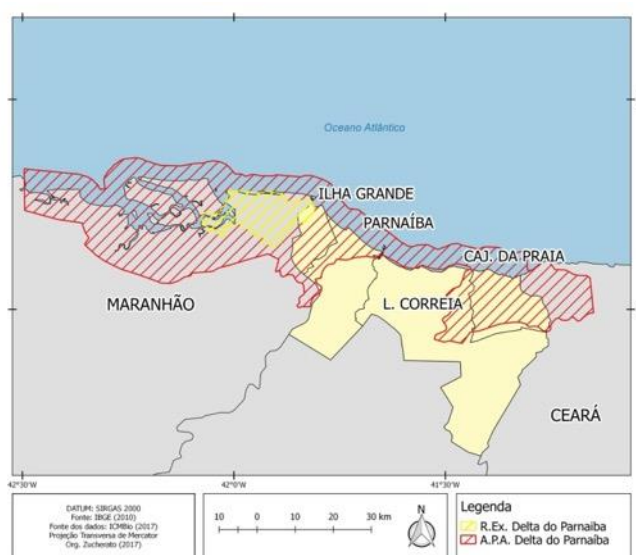 Oceano Atlântico
ILHA GRANDE
PARNAÍBA
CAJ. DA PRAIA
MARANHÃO
L. CORREIA
CEARÁ
42°30'W
42°0'W
41°30'W
DATUM: SIRGAS 2000
Fonte: IBGE (2010)
Fonte dos dados: ICMBio (2017)
Projeção Transversa de Mercator
Org. Zucherato (2017)
10 0 10 20 30 km
N
Legenda
R.Ex. Delta do Parnaiba
A.P.A. Delta do Parnaíba